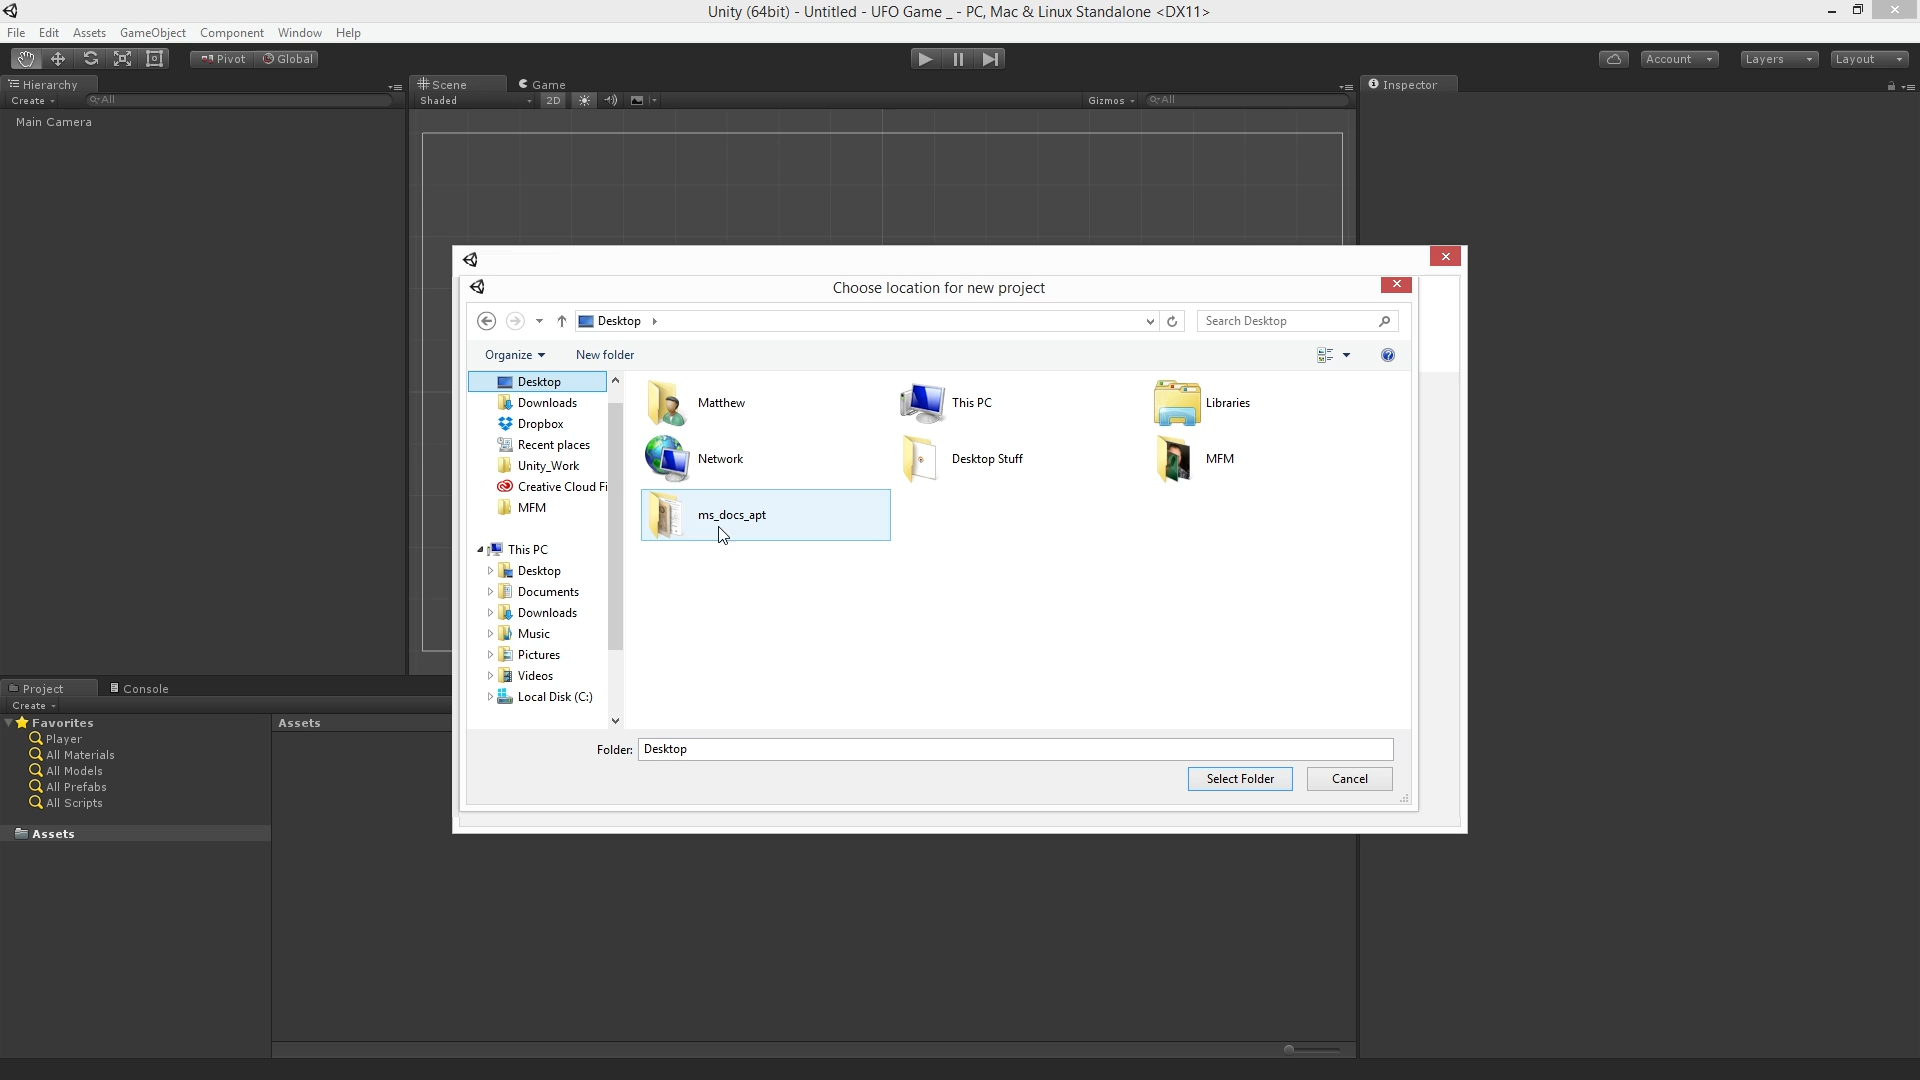 Unity (64bit) - Untitled - UFO Game _ - PC, Mac & Linux Standalone <DX11>
File Edit Assets GameObject Component Window Help
Pivot Global Account Layers Layout
Hierarchy Scene Game Inspector
Create All Shaded 2D Gizmos All
Main Camera
Choose location for new project
Desktop Search Desktop
Organize New folder
Desktop
Downloads
Dropbox
Recent places
Unity_Work
Creative Cloud Fi
MFM
This PC
Desktop
Documents
Downloads
Music
Pictures
Videos
Local Disk (C:)
Matthew This PC Libraries
Network Desktop Stuff MFM
ms_docs_apt
Folder: Desktop
Select Folder Cancel
Project Console
Create
Favorites Assets
Player
All Materials
All Models
All Prefabs
All Scripts
Assets